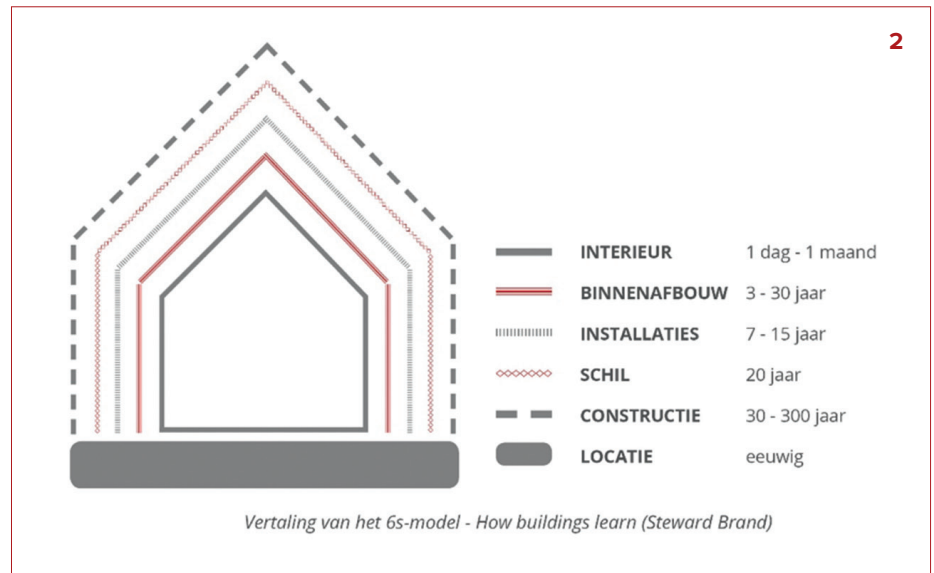 2
INTERIEUR 1 dag - 1 maand
BINNENAFBOUW 3 - 30 jaar
INSTALLATIES 7 - 15 jaar
SCHIL 20 jaar
CONSTRUCTIE 30 - 300 jaar
LOCATIE eeuwig
Vertaling van het 6s-model - How buildings learn (Steward Brand)